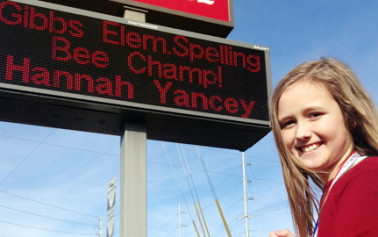 Gibbs Elem.Spelling
Bee Champ!
Hannah Yancey